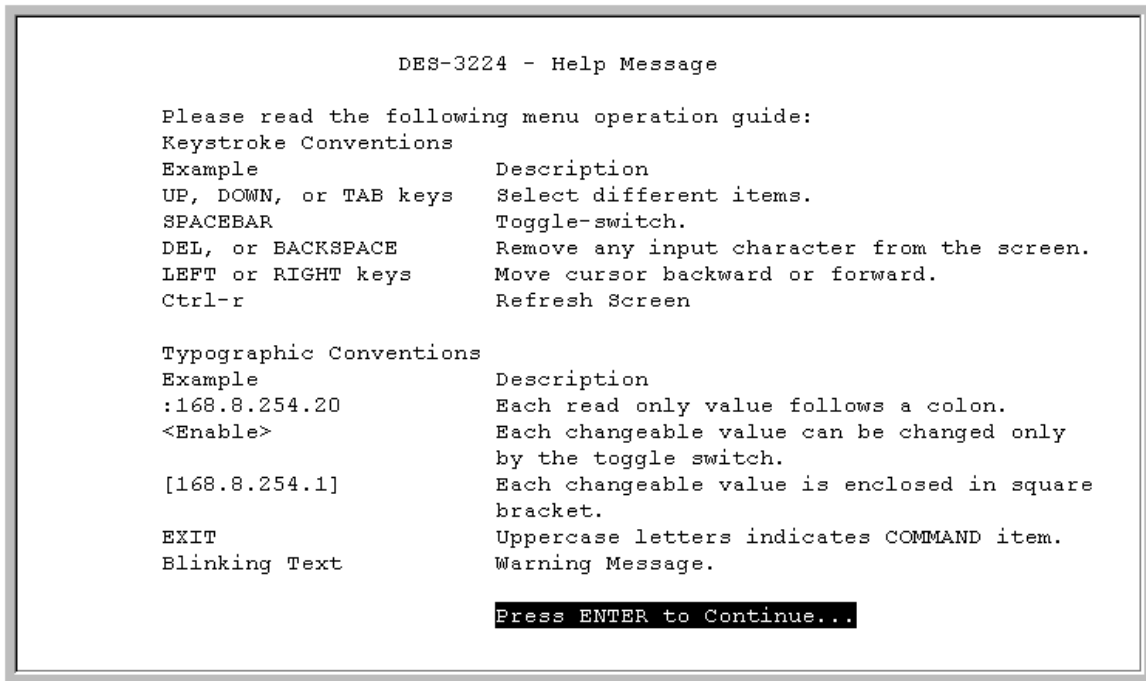 DES-3224 - Help Message
Please read the following menu operation guide:
Keystroke Conventions
Example Description
UP, DOWN, or TAB keys Select different items.
SPACEBAR Toggle-switch.
DEL, or BACKSPACE Remove any input character from the screen.
LEFT or RIGHT keys Move cursor backward or forward.
Ctrl-r Refresh Screen
Typographic Conventions
Example Description
:168.8.254.20 Each read only value follows a colon.
<Enable> Each changeable value can be changed only
by the toggle switch.
[168.8.254.1] Each changeable value is enclosed in square
bracket.
EXIT Uppercase letters indicates COMMAND item.
Blinking Text Warning Message.
Press ENTER to Continue...